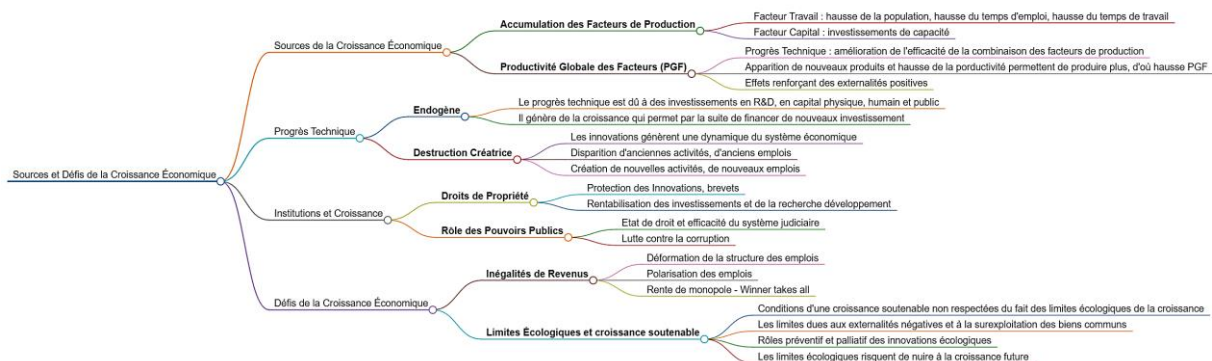 Sources et Défis de la Croissance Économique
Sources de la Croissance Économique
Accumulation des Facteurs de Production
Facteur Travail : hausse de la population, hausse du temps d'emploi, hausse du temps de travail
Facteur Capital : investissements de capacité
Productivité Globale des Facteurs (PGF)
Progrès Technique : amélioration de l'efficacité de la combinaison des facteurs de production
Apparition de nouveaux produits et hausse de la porductivité permettent de produire plus, d'où hausse PGF
Effets renforçant des externalités positives
Progrès Technique
Endogène
Le progrès technique est dû à des investissements en R&D, en capital physique, humain et public
Il génère de la croissance qui permet par la suite de financer de nouveaux investissement
Destruction Créatrice
Les innovations génèrent une dynamique du système économique
Disparition d'anciennes activités, d'anciens emplois
Création de nouvelles activités, de nouveaux emplois
Institutions et Croissance
Droits de Propriété
Protection des Innovations, brevets
Rentabilisation des investissements et de la recherche développement
Rôle des Pouvoirs Publics
Etat de droit et efficacité du système judiciaire
Lutte contre la corruption
Défis de la Croissance Économique
Inégalités de Revenus
Déformation de la structure des emplois
Polarisation des emplois
Rente de monopole - Winner takes all
Limites Écologiques et croissance soutenable
Conditions d'une croissance soutenable non respectées du fait des limites écologiques de la croissance
Les limites dues aux externalités négatives et à la surexploitation des biens communs
Rôles préventif et palliatif des innovations écologiques
Les limites écologiques risquent de nuire à la croissance future